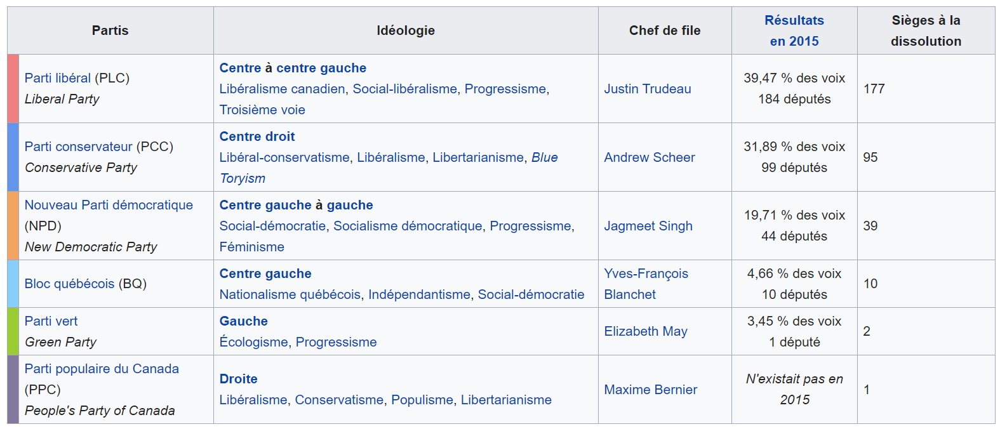 Partis
Idéologie
Chef de file
Résultats
en 2015
Sièges à la
dissolution
Parti libéral (PLC)
Liberal Party
Centre à centre gauche
Libéralisme canadien, Social-libéralisme, Progressisme,
Troisième voie
Justin Trudeau
39,47 % des voix
184 députés
177
Parti conservateur (PCC)
Conservative Party
Centre droit
Libéral-conservatisme, Libéralisme, Libertarianisme, Blue
Toryism
Andrew Scheer
31,89 % des voix
99 députés
95
Nouveau Parti démocratique
(NPD)
New Democratic Party
Centre gauche à gauche
Social-démocratie, Socialisme démocratique, Progressisme,
Féminisme
Jagmeet Singh
19,71 % des voix
44 députés
39
Bloc québécois (BQ)
Centre gauche
Nationalisme québécois, Indépendantisme, Social-démocratie
Yves-François
Blanchet
4,66 % des voix
10 députés
10
Parti vert
Green Party
Gauche
Écologisme, Progressisme
Elizabeth May
3,45 % des voix
1 député
2
Parti populaire du Canada
(PPC)
People's Party of Canada
Droite
Libéralisme, Conservatisme, Populisme, Libertarianisme
Maxime Bernier
N'existait pas en
2015
1